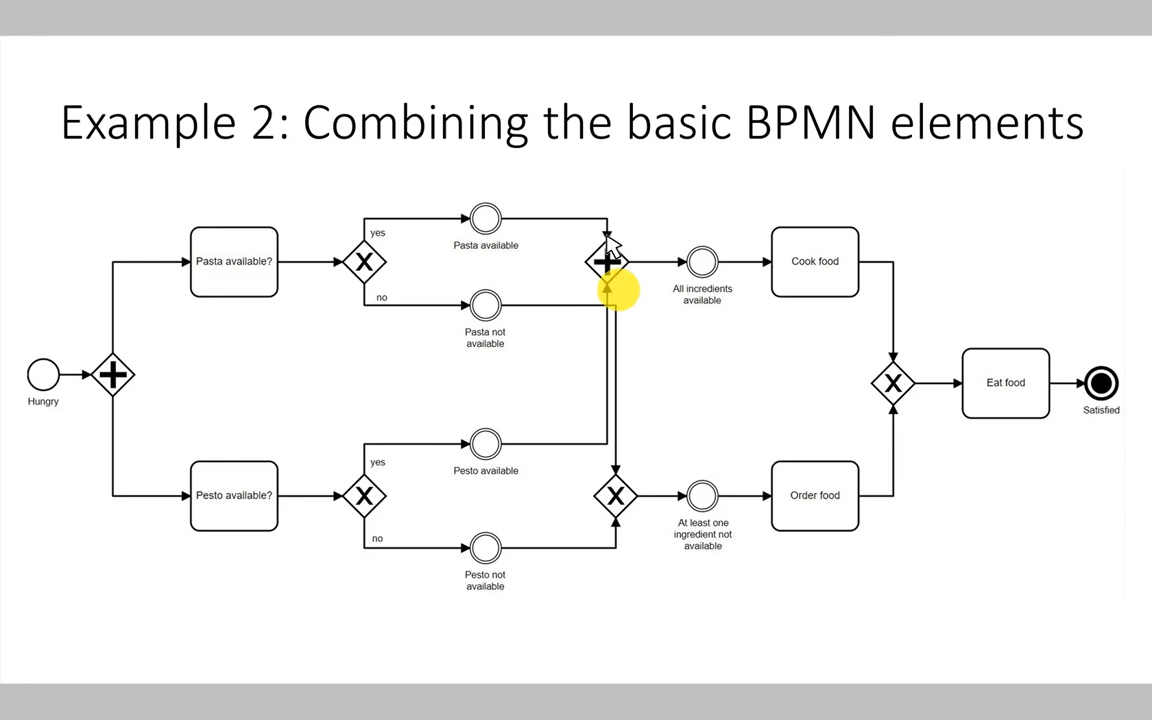 Example 2: Combining the basic BPMN elements
yes
Pasta available?
Pasta available
no
Pasta not
available
All incredients
available
Cook food
Hungry
Eat food
Satisfied
yes
Pesto available
Pesto available?
no
Pesto not
available
At least one
ingredient not
available
Order food